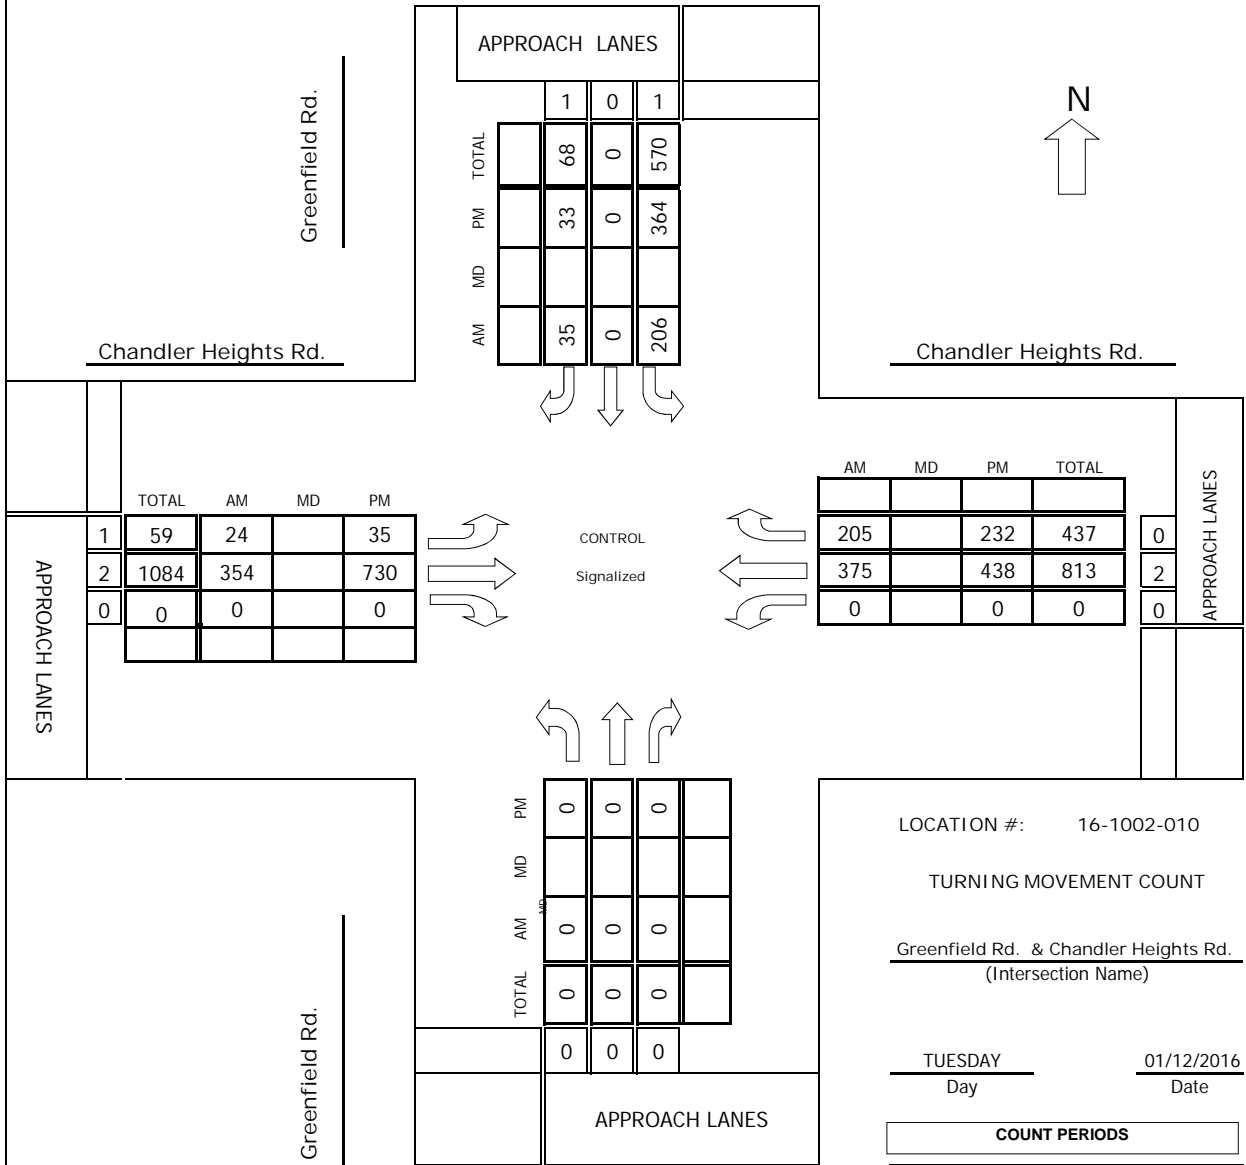 APPROACH LANES
1 0 1
Greenfield Rd.
N
TOTAL 68 0 570
PM 33 0 364
MD
AM 35 0 206
Chandler Heights Rd.
Chandler Heights Rd.
AM MD PM TOTAL
205 232 437 0
375 438 813 2
0 0 0 0
APPROACH LANES
TOTAL AM MD PM
1 59 24 35
2 1084 354 730
0 0 0 0
APPROACH LANES
CONTROL
Signalized
PM 0 0 0
MD
MD
AM 0 0 0
TOTAL 0 0 0
0 0 0
APPROACH LANES
Greenfield Rd.
LOCATION #: 16-1002-010
TURNING MOVEMENT COUNT
Greenfield Rd. & Chandler Heights Rd.
(Intersection Name)
TUESDAY 01/12/2016
Day Date
COUNT PERIODS